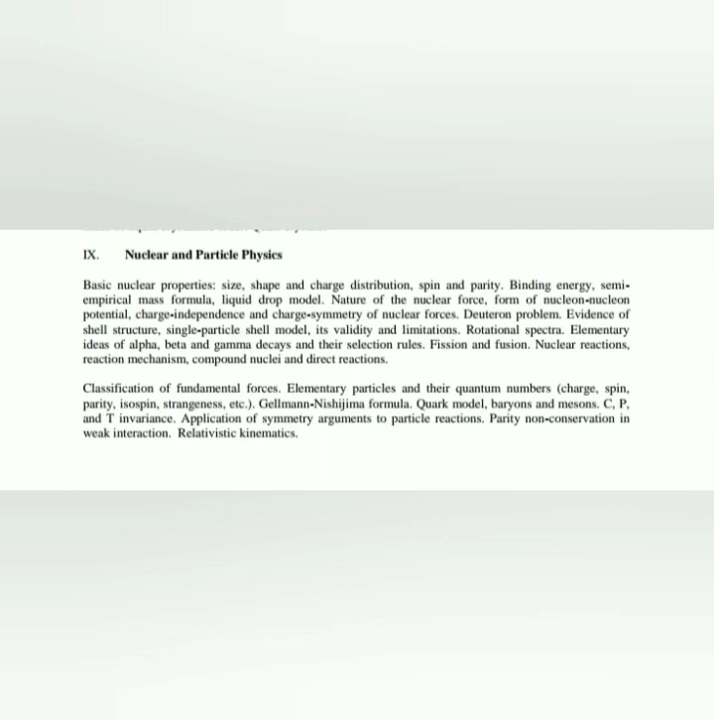 IX. Nuclear and Particle Physics
Basic nuclear properties: size, shape and charge distribution, spin and parity. Binding energy, semi-
empirical mass formula, liquid drop model. Nature of the nuclear force, form of nucleon-nucleon
potential, charge-independence and charge-symmetry of nuclear forces. Deuteron problem. Evidence of
shell structure, single-particle shell model, its validity and limitations. Rotational spectra. Elementary
ideas of alpha, beta and gamma decays and their selection rules. Fission and fusion. Nuclear reactions,
reaction mechanism, compound nuclei and direct reactions.
Classification of fundamental forces. Elementary particles and their quantum numbers (charge, spin,
parity, isospin, strangeness, etc.). Gellmann-Nishijima formula. Quark model, baryons and mesons. C, P,
and T invariance. Application of symmetry arguments to particle reactions. Parity non-conservation in
weak interaction. Relativistic kinematics.